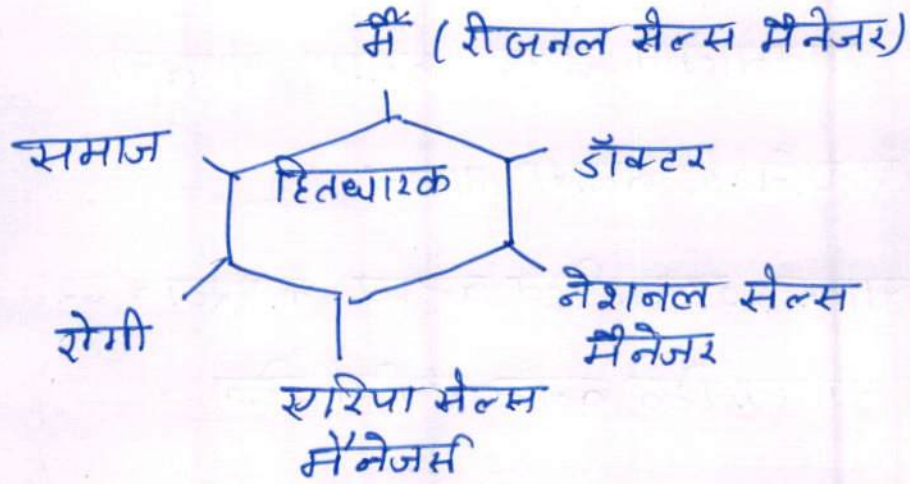 मैं (रीजनल सेल्स मैनेजर)
समाज
हितधारक
डॉक्टर
नेशनल सेल्स
मैनेजर
रोगी
एरिया सेल्स
मैनेजर्स